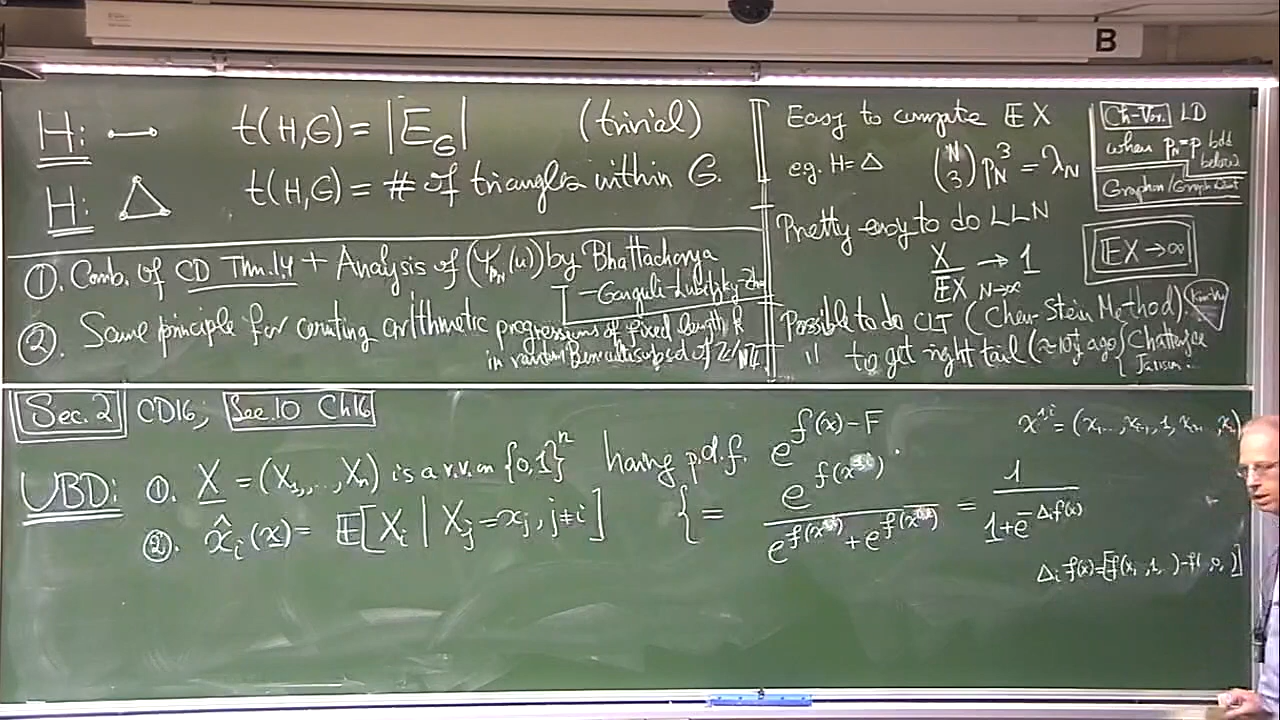 B
H: t(H,G) = |E_G| (trivial)
H: △ t(H,G) = # of triangles within G.
①. Comb. of CD Thm. 1.4 + Analysis of (Ψ_{p_N}(u)) by Bhattacharya
-Ganguli-Lubetzky-Zhao
②. Same principle for counting arithmetic progressions of fixed length k
in random Bernoulli subset of Z/NZ.
Easy to compute EX
e.g. H=△ (N 3) p_N^3 = λ_N
Pretty easy to do LLN
X/EX → 1
N→∞
Possible to do CLT (Chen-Stein Method).
" to get right tail (≈10y ago) { Chatterjee
Janson...
Ch-Var. LD
when p_N=p bdd
below
Graphon/Graph limit
EX→∞
Sec. 2 CD16; Sec. 10 Ch16
UBD: ①. X = (X_1,...,X_n) is a r.v. on {0,1}^n having p.d.f. e^{f(x)-F}.
②. x̂_i(x) = E[X_i | X_j=x_j, j≠i] { = = 1/(1+e^{-Δ_i f(x)})
Δ_i f(x)=[f(x, 1, )-f( ,0, )]